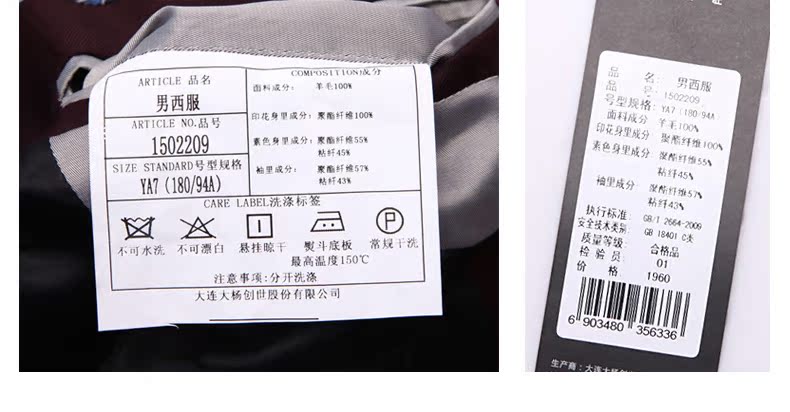 ARTICLE 品名
男西服
ARTICLE NO.品号
1502209
SIZE STANDARD号型规格
YA7 (180/94A)
COMPOSITION成分
面料成分: 羊毛100%
印花身里成分: 聚酯纤维100%
素色身里成分: 聚酯纤维55%
粘纤45%
袖里成分: 聚酯纤维57%
粘纤43%
CARE LABEL洗涤标签
不可水洗 不可漂白 悬挂晾干 熨斗底板 常规干洗
最高温度150℃
注意事项:分开洗涤
大连大杨创世股份有限公司
品 名: 男西服
品 号: 1502209
号型规格: YA7 (180/94A
面料成分 羊毛100%
印花身里成分 聚酯纤维100%
素色身里成分: 聚酯纤维55%
粘纤45%
袖里成分: 聚酯纤维57%
粘纤43%
执行标准: GB/T 2664-2009
安全技术类别: GB 18401 C类
质量等级: 合格品
检 验 员: 01
价 格: 1960
6 903480 356336
生产商: 大连大杨创